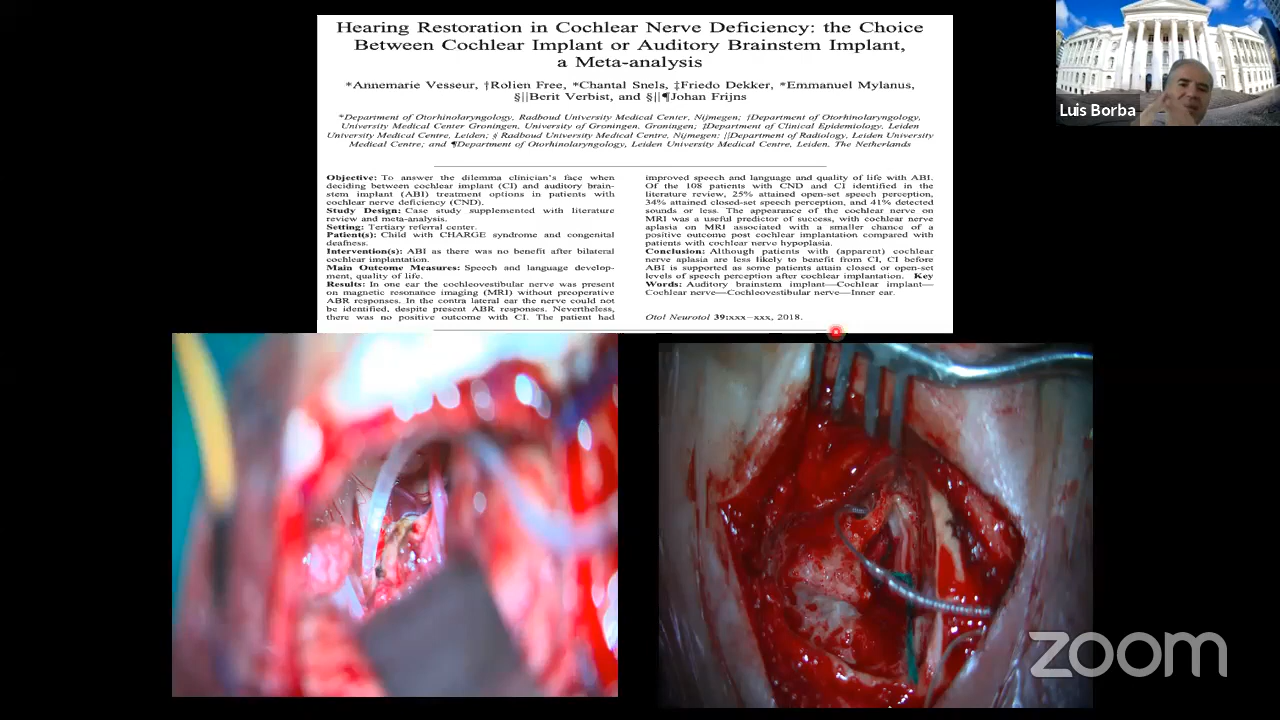 Hearing Restoration in Cochlear Nerve Deficiency: the Choice
Between Cochlear Implant or Auditory Brainstem Implant,
a Meta-analysis
*Annemarie Vesseur, †Rolien Free, *Chantal Snels, ‡Friedo Dekker, *Emmanuel Mylanus,
§||Berit Verbist, and §||¶Johan Frijns
*Department of Otorhinolaryngology, Radboud University Medical Center, Nijmegen; †Department of Otorhinolaryngology,
University Medical Center Groningen, University of Groningen, Groningen; ‡Department of Clinical Epidemiology, Leiden
University Medical Centre, Leiden; § Radboud University Medical Centre, Nijmegen; ||Department of Radiology, Leiden University
Medical Centre; and ¶Department of Otorhinolaryngology, Leiden University Medical Centre, Leiden, The Netherlands
Objective: To answer the dilemma clinician's face when
deciding between cochlear implant (CI) and auditory brain-
stem implant (ABI) treatment options in patients with
cochlear nerve deficiency (CND).
Study Design: Case study supplemented with literature
review and meta-analysis.
Setting: Tertiary referral center.
Patient(s): Child with CHARGE syndrome and congenital
deafness.
Intervention(s): ABI as there was no benefit after bilateral
cochlear implantation.
Main Outcome Measures: Speech and language develop-
ment, quality of life.
Results: In one ear the cochleovestibular nerve was present
on magnetic resonance imaging (MRI) without preoperative
ABR responses. In the contra lateral ear the nerve could not
be identified, despite present ABR responses. Nevertheless,
there was no positive outcome with CI. The patient had
improved speech and language and quality of life with ABI.
Of the 108 patients with CND and CI identified in the
literature review, 25% attained open-set speech perception,
34% attained closed-set speech perception, and 41% detected
sounds or less. The appearance of the cochlear nerve on
MRI was a useful predictor of success, with cochlear nerve
aplasia on MRI associated with a smaller chance of a
positive outcome post cochlear implantation compared with
patients with cochlear nerve hypoplasia.
Conclusion: Although patients with (apparent) cochlear
nerve aplasia are less likely to benefit from CI, CI before
ABI is supported as some patients attain closed or open-set
levels of speech perception after cochlear implantation. Key
Words: Auditory brainstem implant—Cochlear implant—
Cochlear nerve—Cochleovestibular nerve—Inner ear.
Otol Neurotol 39:xxx–xxx, 2018.
Luis Borba
zoom